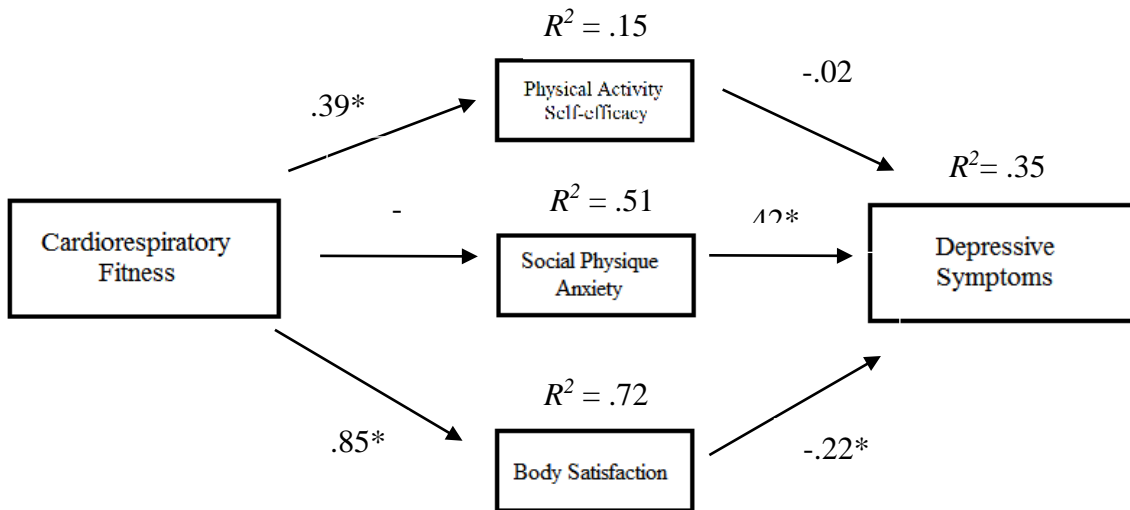 R² = .15
Physical Activity
Self-efficacy
.39*
-.02
Cardiorespiratory
Fitness
-
R² = .51
Social Physique
Anxiety
.42*
R²= .35
Depressive
Symptoms
R² = .72
Body Satisfaction
.85*
-.22*